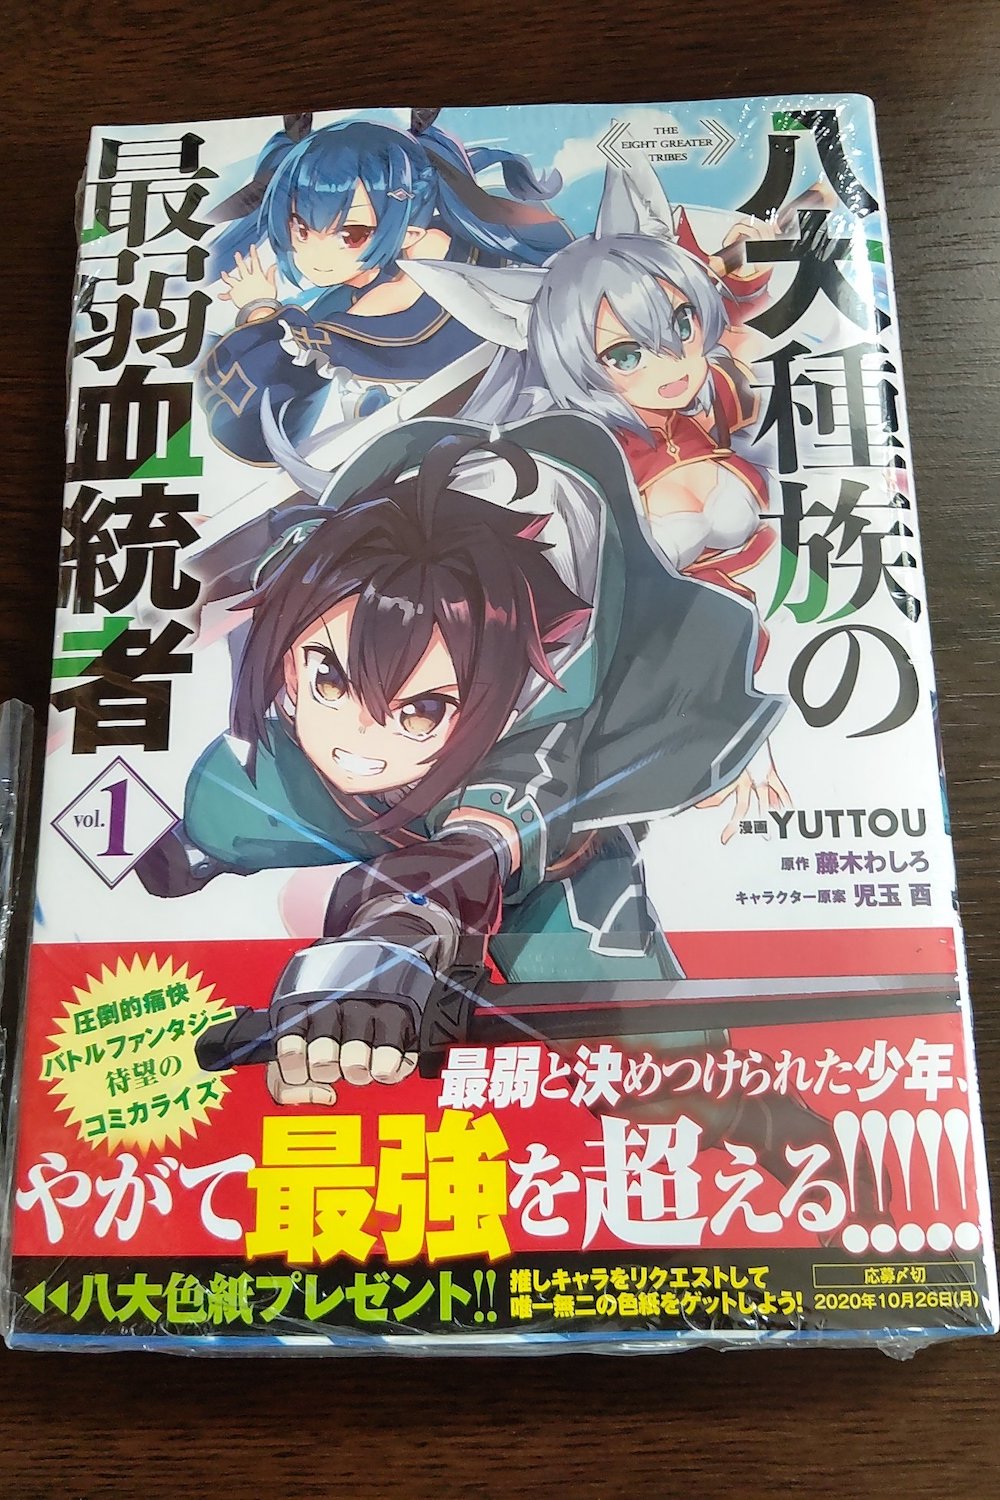 八大種族の
最弱血統者
THE
EIGHT GREATER
TRIBES
vol.1
漫画 YUTTOU
原作 藤木わしろ
キャラクター原案 児玉 酉
圧倒的痛快
バトルファンタジー
待望の
コミカライズ
最弱と決めつけられた少年、
やがて最強を超える!!!!!
◀◀八大色紙プレゼント!!
推しキャラをリクエストして
唯一無二の色紙をゲットしよう!
応募〆切
2020年10月26日(月)